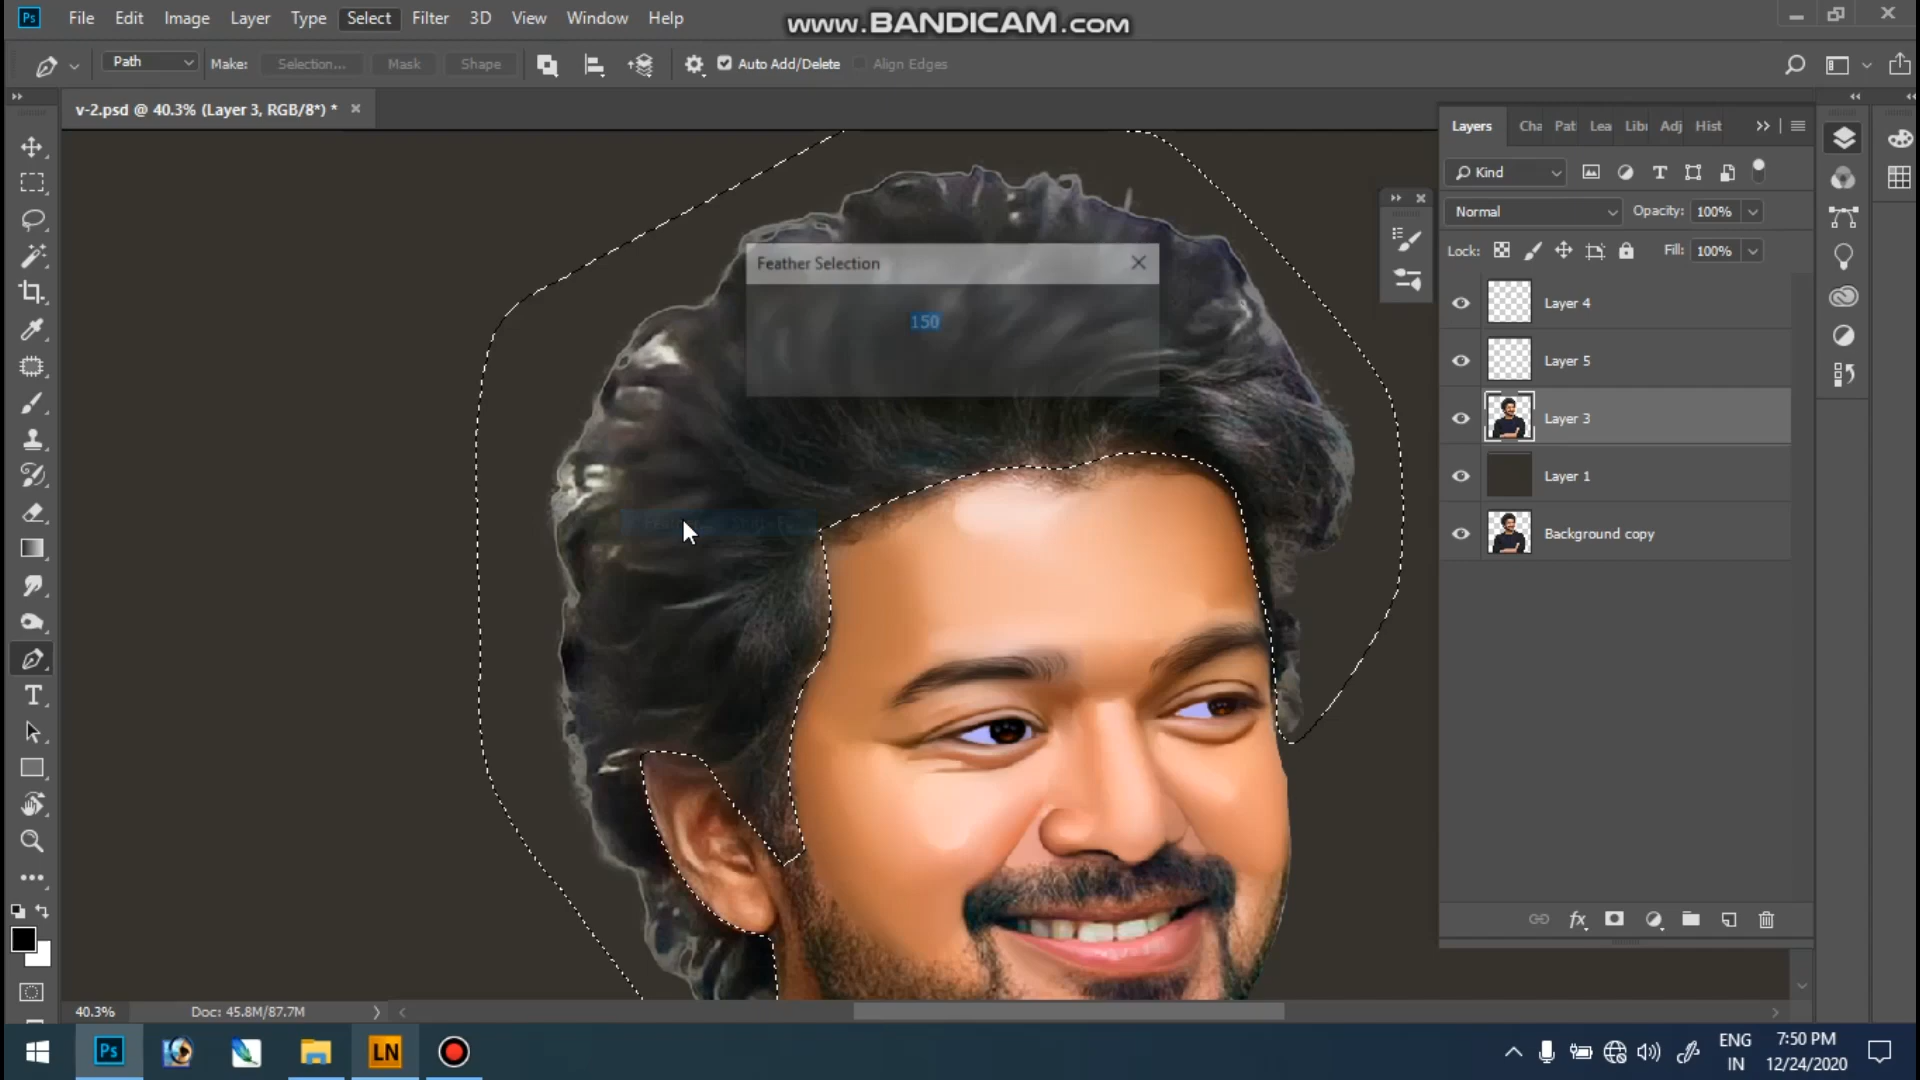 Ps File Edit Image Layer Type Select Filter 3D View Window Help
www.BANDICAM.com
Path Make: Selection... Mask Shape Auto Add/Delete Align Edges
v-2.psd @ 40.3% (Layer 3, RGB/8*) *
Layers Cha Pat Lea Libi Adj Hist
Kind
Normal Opacity: 100%
Lock: Fill: 100%
Feather Selection
150
Layer 4
Layer 5
Layer 3
Layer 1
Background copy
40.3% Doc: 45.8M/87.7M
Ps LN
ENG 7:50 PM
IN 12/24/2020